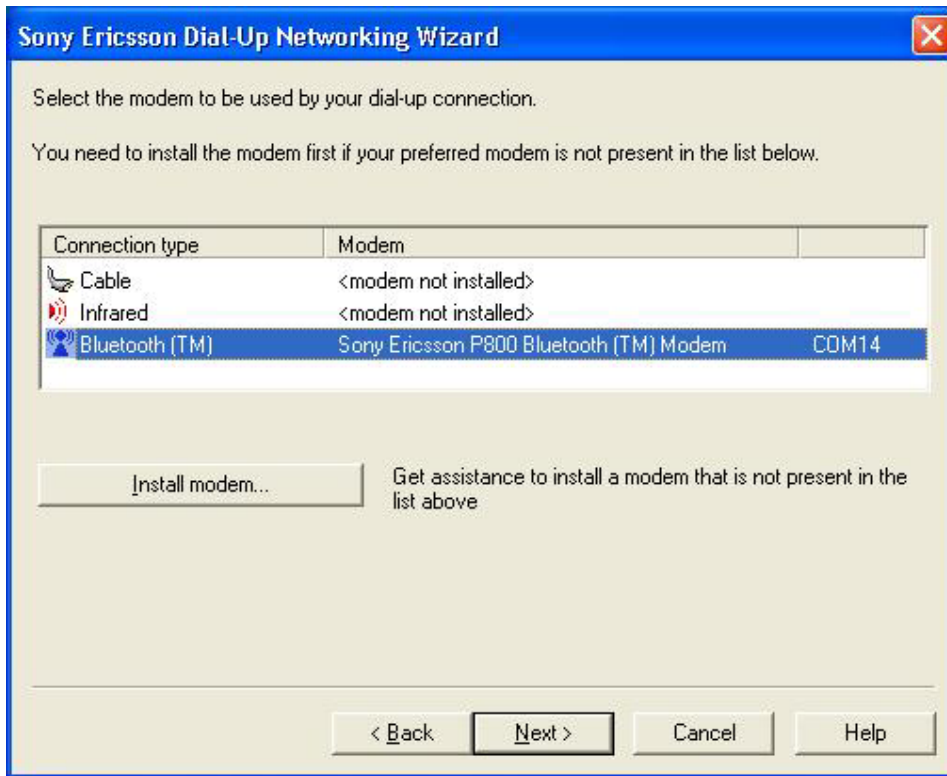 Sony Ericsson Dial-Up Networking Wizard
Select the modem to be used by your dial-up connection.
You need to install the modem first if your preferred modem is not present in the list below.
Connection type Modem
Cable <modem not installed>
Infrared <modem not installed>
Bluetooth (TM) Sony Ericsson P800 Bluetooth (TM) Modem COM14
Install modem... Get assistance to install a modem that is not present in the
list above
< Back Next > Cancel Help